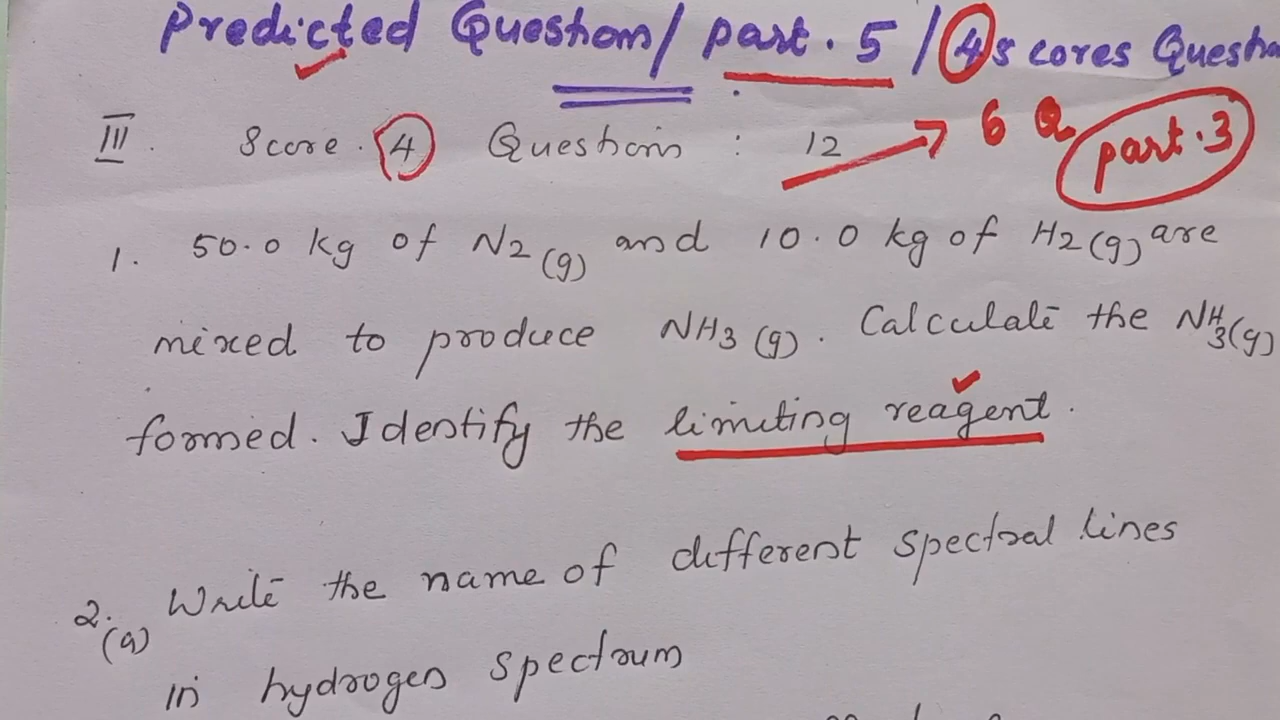 Predicted Question/ part. 5 / 4 scores Questio
III. Score. 4 Questions : 12 → 6 Q part.3
1. 50.0 kg of N2 (g) and 10.0 kg of H2 (g) are
mixed to produce NH3 (g). Calculate the NH3(g)
formed. Identify the limiting reagent.
2. (a) Write the name of different spectral lines
in hydrogen spectrum